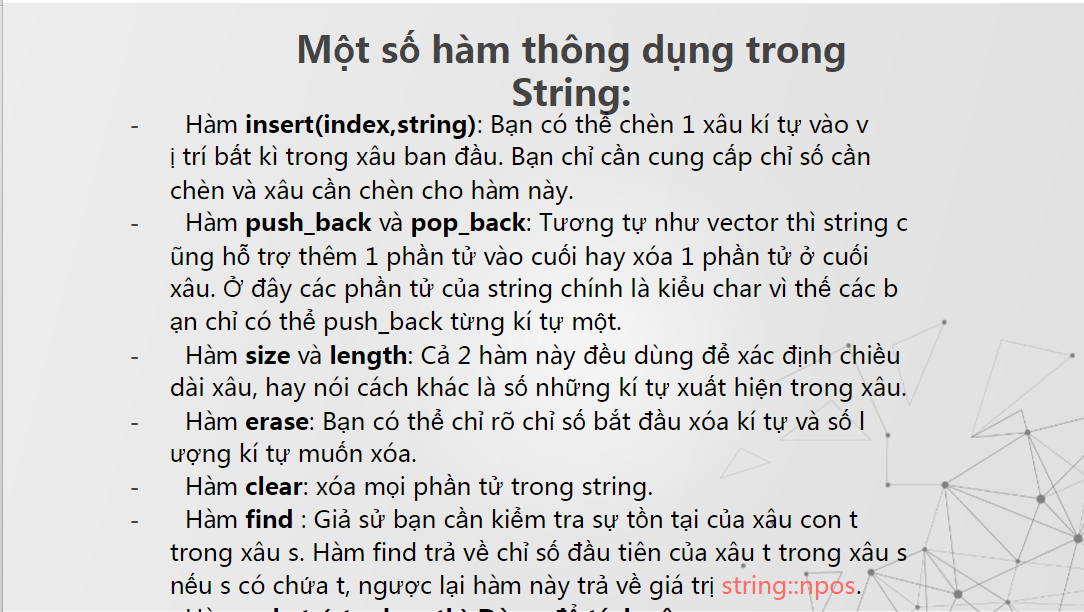 Một số hàm thông dụng trong
String:
- Hàm insert(index,string): Bạn có thể chèn 1 xâu kí tự vào v
ị trí bất kì trong xâu ban đầu. Bạn chỉ cần cung cấp chỉ số cần
chèn và xâu cần chèn cho hàm này.
- Hàm push_back và pop_back: Tương tự như vector thì string c
ũng hỗ trợ thêm 1 phần tử vào cuối hay xóa 1 phần tử ở cuối
xâu. Ở đây các phần tử của string chính là kiểu char vì thế các b
ạn chỉ có thể push_back từng kí tự một.
- Hàm size và length: Cả 2 hàm này đều dùng để xác định chiều
dài xâu, hay nói cách khác là số những kí tự xuất hiện trong xâu.
- Hàm erase: Bạn có thể chỉ rõ chỉ số bắt đầu xóa kí tự và số l
ượng kí tự muốn xóa.
- Hàm clear: xóa mọi phần tử trong string.
- Hàm find : Giả sử bạn cần kiểm tra sự tồn tại của xâu con t
trong xâu s. Hàm find trả về chỉ số đầu tiên của xâu t trong xâu s
nếu s có chứa t, ngược lại hàm này trả về giá trị string::npos.